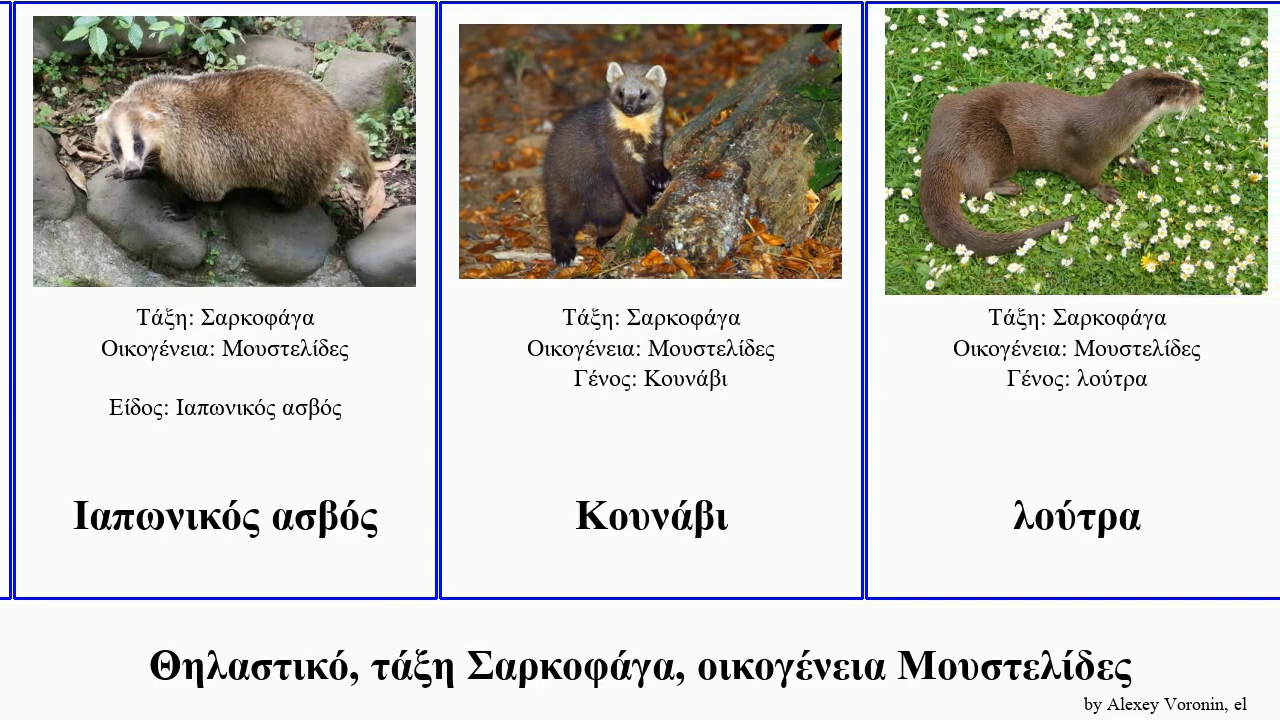 Τάξη: Σαρκοφάγα
Οικογένεια: Μουστελίδες
Είδος: Ιαπωνικός ασβός
Ιαπωνικός ασβός
Τάξη: Σαρκοφάγα
Οικογένεια: Μουστελίδες
Γένος: Κουνάβι
Κουνάβι
Τάξη: Σαρκοφάγα
Οικογένεια: Μουστελίδες
Γένος: λούτρα
λούτρα
Θηλαστικό, τάξη Σαρκοφάγα, οικογένεια Μουστελίδες
by Alexey Voronin, el